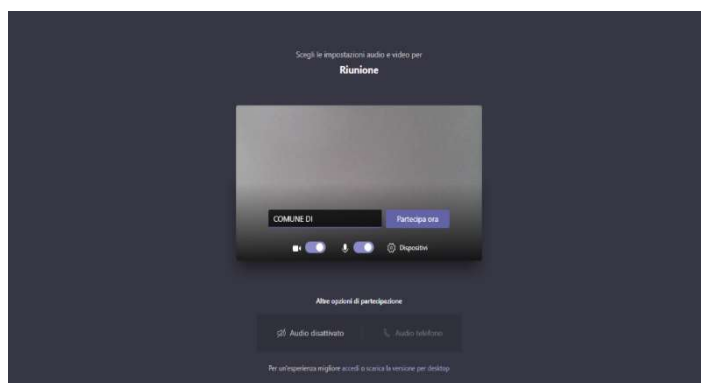 Scegli le impostazioni audio e video per
Riunione
COMUNE DI
Partecipa ora
Dispositivi
Altre opzioni di partecipazione
Audio disattivato
Audio telefono
Per un'esperienza migliore accedi o scarica la versione per desktop